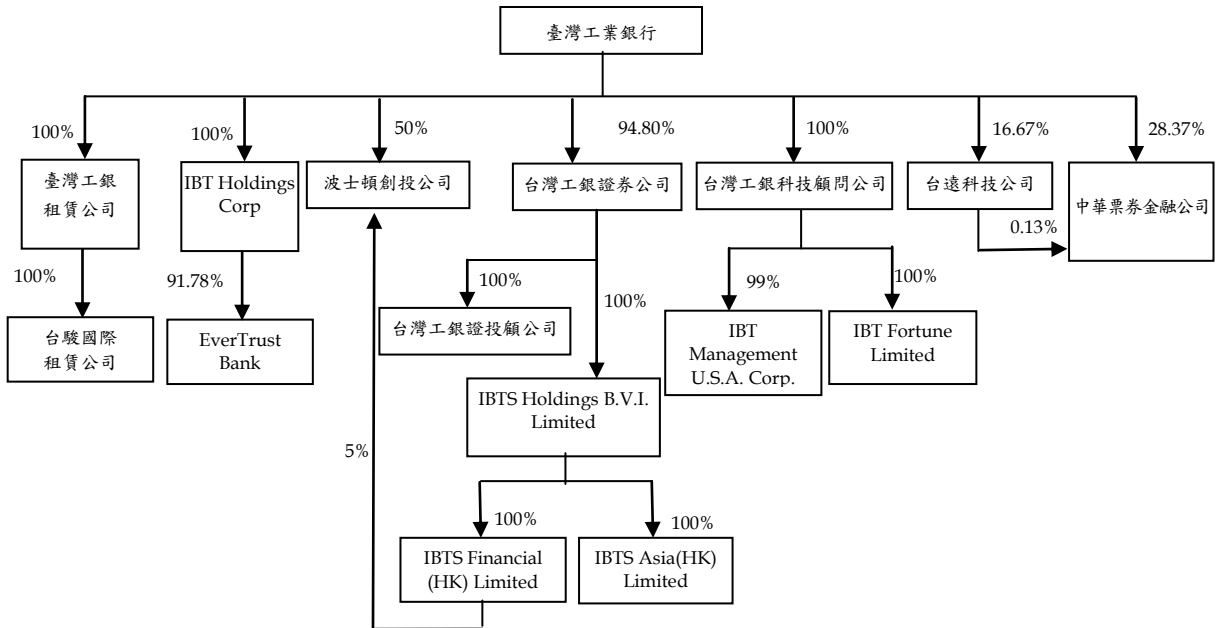 臺灣工業銀行
100%
100%
50%
94.80%
100%
16.67%
28.37%
臺灣工銀
租賃公司
IBT Holdings
Corp
波士頓創投公司
台灣工銀證券公司
台灣工銀科技顧問公司
台遠科技公司
中華票券金融公司
0.13%
100%
91.78%
100%
100%
99%
100%
台駿國際
租賃公司
EverTrust
Bank
台灣工銀證投顧公司
IBT
Management
U.S.A. Corp.
IBT Fortune
Limited
IBTS Holdings B.V.I.
Limited
5%
100%
100%
IBTS Financial
(HK) Limited
IBTS Asia(HK)
Limited